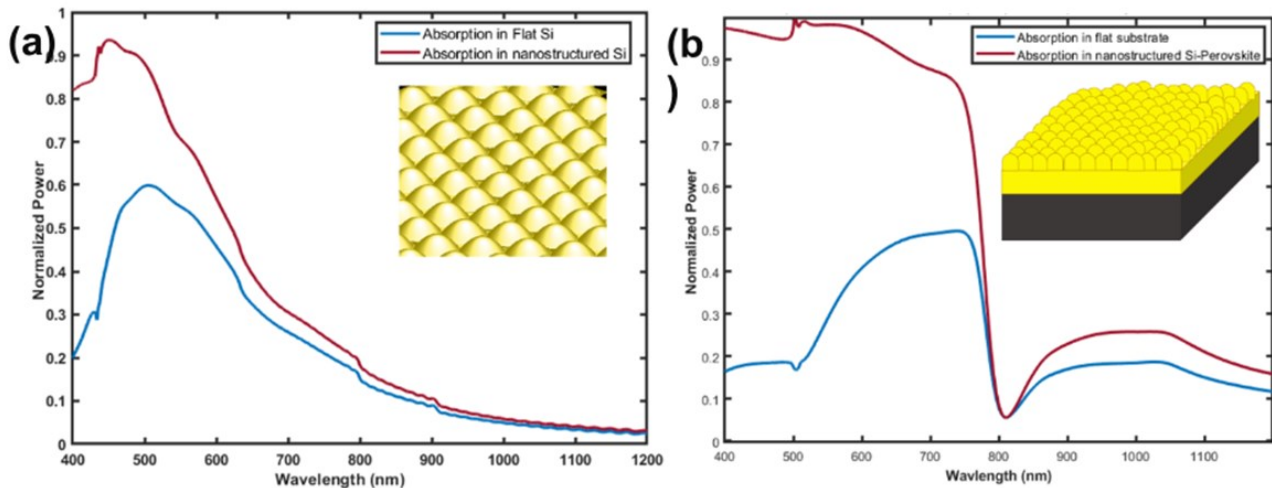 (a)
Absorption in Flat Si
Absorption in nanostructured Si
Normalized Power
1
0.9
0.8
0.7
0.6
0.5
0.4
0.3
0.2
0.1
0
400 500 600 700 800 900 1000 1100 1200
Wavelength (nm)
(b
)
Absorption in flat substrate
Absorption in nanostructured Si-Perovskite
Normalized Power
0.9
0.8
0.7
0.6
0.5
0.4
0.3
0.2
0.1
0
400 500 600 700 800 900 1000 1100
Wavlength (nm)